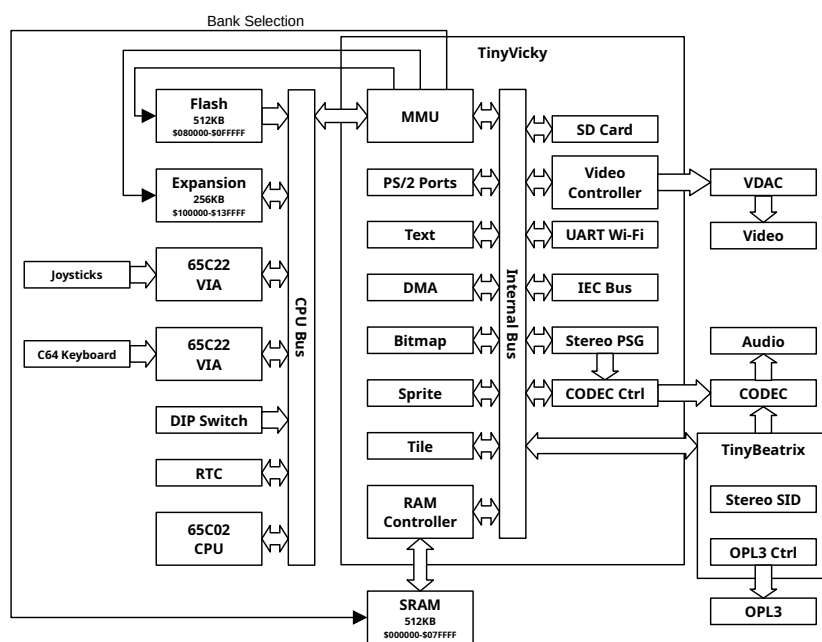 Bank Selection
TinyVicky
Flash
512KB
$080000-$0FFFFF
MMU
SD Card
Expansion
256KB
$100000-$13FFFF
PS/2 Ports
Video
Controller
VDAC
Text
UART Wi-Fi
Video
Joysticks
65C22
VIA
CPU Bus
DMA
Internal Bus
IEC Bus
C64 Keyboard
65C22
VIA
Bitmap
Stereo PSG
Audio
Sprite
CODEC Ctrl
CODEC
DIP Switch
Tile
TinyBeatrix
RTC
RAM
Controller
Stereo SID
65C02
CPU
OPL3 Ctrl
SRAM
512KB
$000000-$07FFFF
OPL3